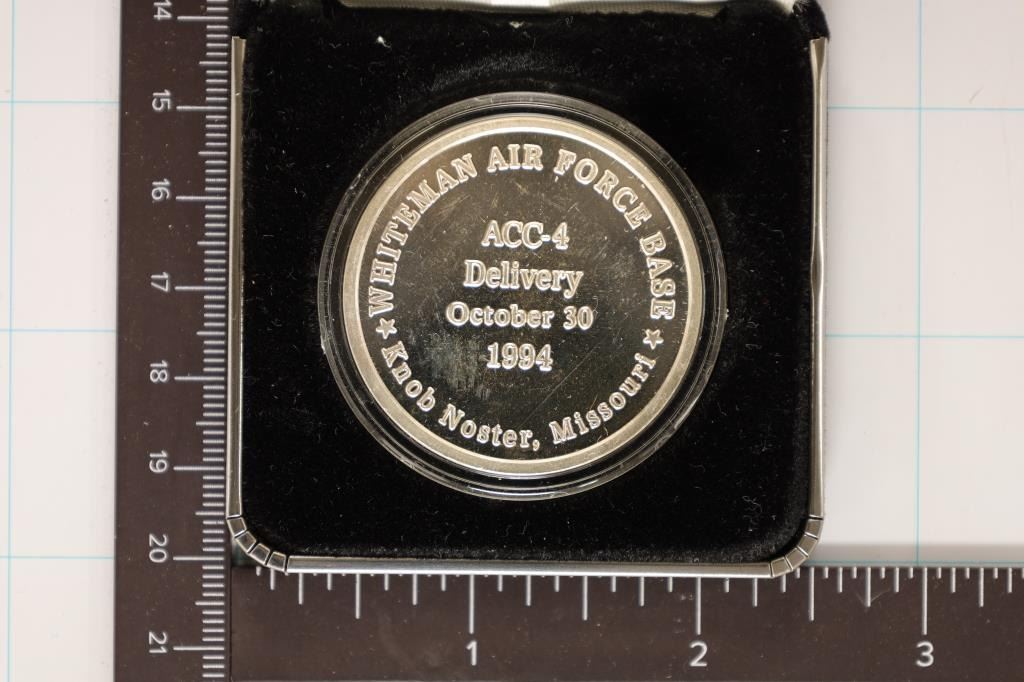 WHITEMAN AIR FORCE BASE
ACC-4
Delivery
October 30
1994
Knob Noster, Missouri
14
15
16
17
18
19
20
21
1
2
3